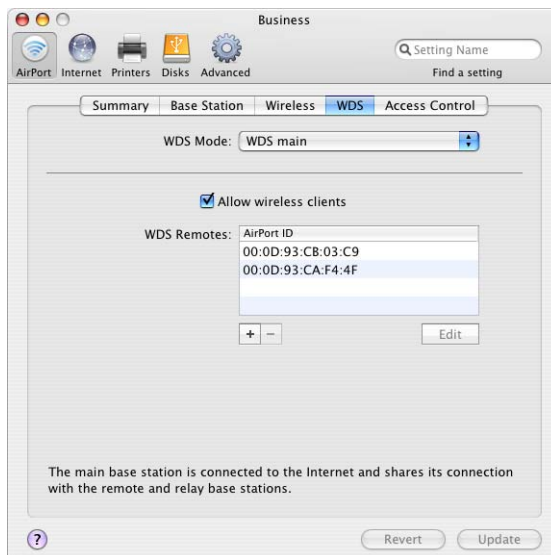 Business
AirPort Internet Printers Disks Advanced
Setting Name
Find a setting
Summary Base Station Wireless WDS Access Control
WDS Mode: WDS main
Allow wireless clients
WDS Remotes: AirPort ID
00:0D:93:CB:03:C9
00:0D:93:CA:F4:4F
+ − Edit
The main base station is connected to the Internet and shares its connection
with the remote and relay base stations.
? Revert Update